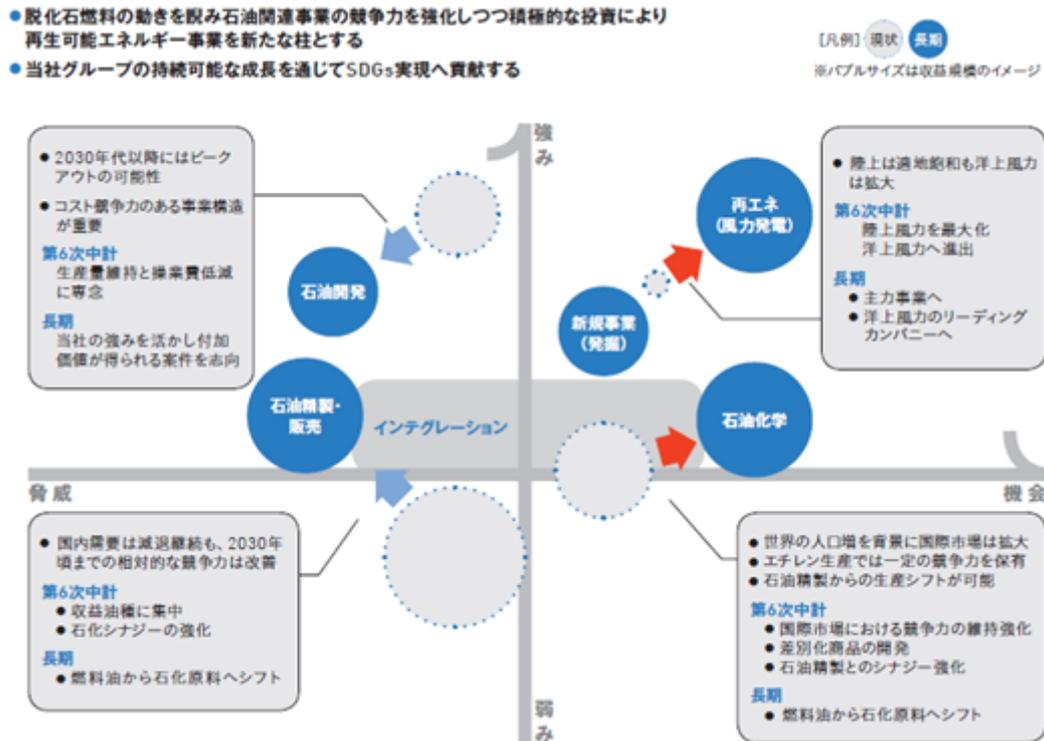 ● 脱化石燃料の動きを睨み石油関連事業の競争力を強化しつつ積極的な投資により
再生可能エネルギー事業を新たな柱とする
● 当社グループの持続可能な成長を通じてSDGs実現へ貢献する
[凡例] 現状 長期
※バブルサイズは収益規模のイメージ
強み
● 2030年代以降にはピーク
アウトの可能性
● コスト競争力のある事業構造
が重要
第6次中計
生産量維持と操業費低減
に専念
長期
当社の強みを活かし付加
価値が得られる案件を志向
石油開発
再エネ
(風力発電)
新規事業
(発掘)
● 陸上は適地飽和も洋上風力
は拡大
第6次中計
陸上風力を最大化
洋上風力へ進出
長期
● 主力事業へ
● 洋上風力のリーディング
カンパニーへ
石油精製・
販売
インテグレーション
石油化学
脅威
機会
● 国内需要は減退継続も、2030年
頃までの相対的な競争力は改善
第6次中計
● 収益油種に集中
● 石化シナジーの強化
長期
● 燃料油から石化原料へシフト
● 世界の人口増を背景に国際市場は拡大
● エチレン生産では一定の競争力を保有
● 石油精製からの生産シフトが可能
第6次中計
● 国際市場における競争力の維持強化
● 差別化商品の開発
● 石油精製とのシナジー強化
長期
● 燃料油から石化原料へシフト
弱み